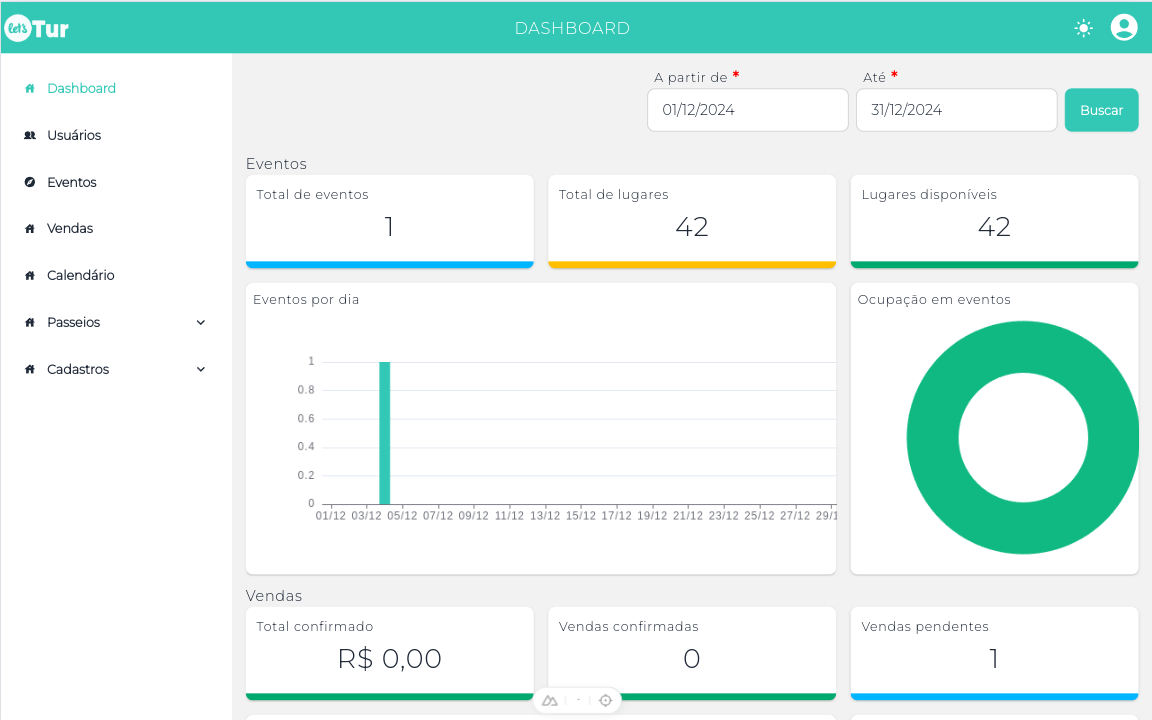 let's Tur
DASHBOARD
Dashboard
Usuários
Eventos
Vendas
Calendário
Passeios
Cadastros
A partir de *
Até *
01/12/2024
31/12/2024
Buscar
Eventos
Total de eventos
1
Total de lugares
42
Lugares disponíveis
42
Eventos por dia
1
0.8
0.6
0.4
0.2
0
01/12 03/12 05/12 07/12 09/12 11/12 13/12 15/12 17/12 19/12 21/12 23/12 25/12 27/12 29/1
Ocupação em eventos
Vendas
Total confirmado
R$ 0,00
Vendas confirmadas
0
Vendas pendentes
1
-